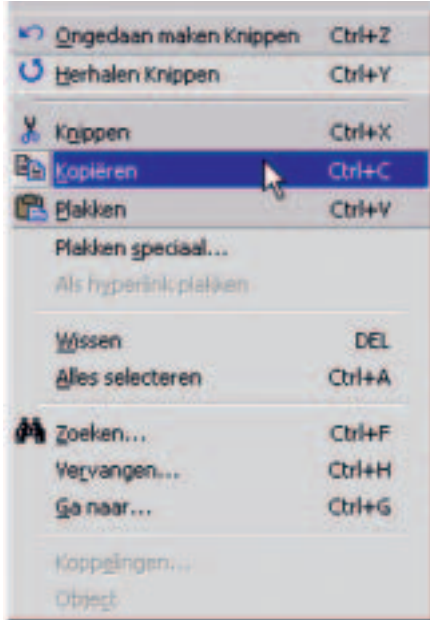 Ongedaan maken Knippen Ctrl+Z
Herhalen Knippen Ctrl+Y
Knippen Ctrl+X
Kopiëren Ctrl+C
Plakken Ctrl+V
Plakken speciaal...
Als hyperlink plakken
Wissen DEL
Alles selecteren Ctrl+A
Zoeken... Ctrl+F
Vervangen... Ctrl+H
Ga naar... Ctrl+G
Koppelingen...
Object